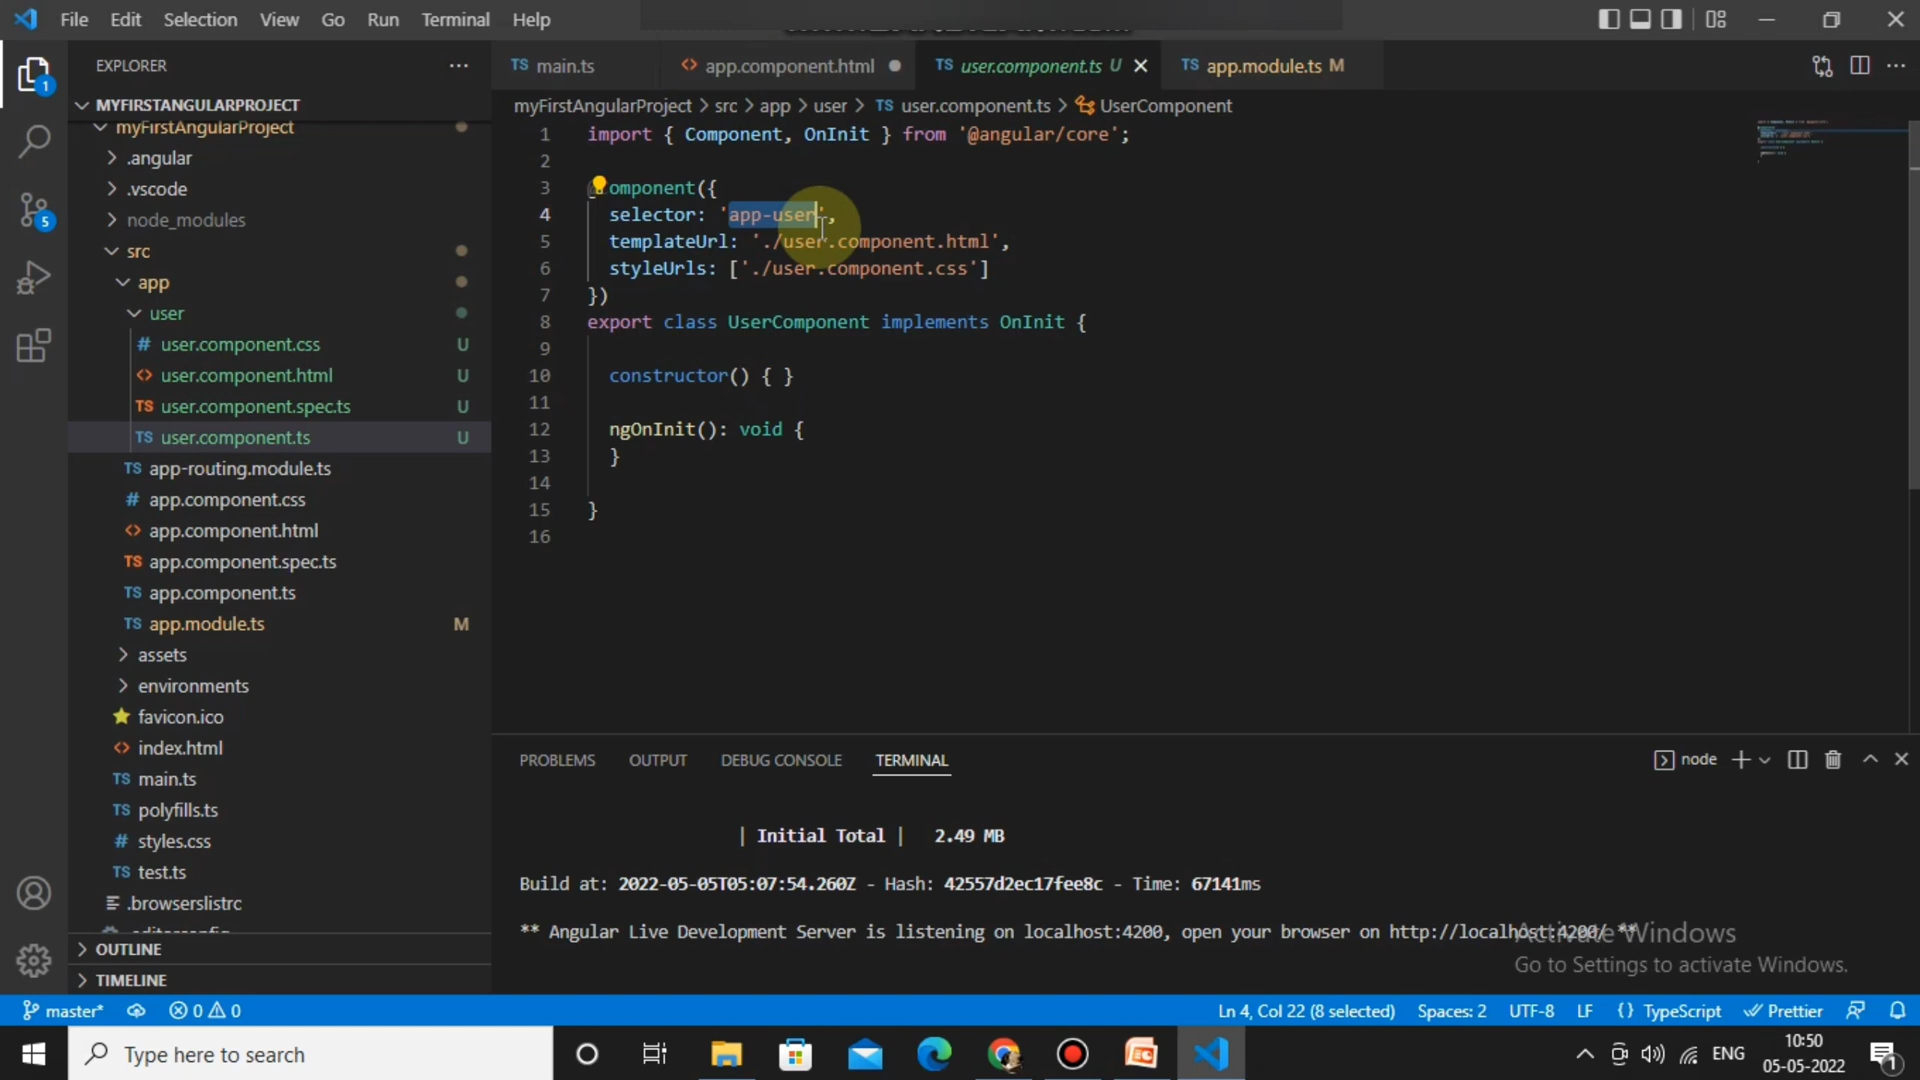 File Edit Selection View Go Run Terminal Help
EXPLORER
main.ts
app.component.html
user.component.ts U
app.module.ts M
MYFIRSTANGULARPROJECT
myFirstAngularProject > src > app > user > TS user.component.ts > UserComponent
myFirstAngularProject
.angular
.vscode
node_modules
src
app
user
# user.component.css U
<> user.component.html U
TS user.component.spec.ts U
TS user.component.ts U
TS app-routing.module.ts
# app.component.css
<> app.component.html
TS app.component.spec.ts
TS app.component.ts
TS app.module.ts M
assets
environments
favicon.ico
<> index.html
TS main.ts
TS polyfills.ts
# styles.css
TS test.ts
.browserslistrc
OUTLINE
TIMELINE
1 import { Component, OnInit } from '@angular/core';
2
3 omponent({
4 selector: 'app-user',
5 templateUrl: './user.component.html',
6 styleUrls: ['./user.component.css']
7 })
8 export class UserComponent implements OnInit {
9
10 constructor() { }
11
12 ngOnInit(): void {
13 }
14
15 }
16
PROBLEMS OUTPUT DEBUG CONSOLE TERMINAL
node
| Initial Total | 2.49 MB
Build at: 2022-05-05T05:07:54.260Z - Hash: 42557d2ec17fee8c - Time: 67141ms
** Angular Live Development Server is listening on localhost:4200, open your browser on http://localhost:4200/ **
Activate Windows
Go to Settings to activate Windows.
master* 0 0
Ln 4, Col 22 (8 selected) Spaces: 2 UTF-8 LF {} TypeScript Prettier
Type here to search
ENG
10:50
05-05-2022